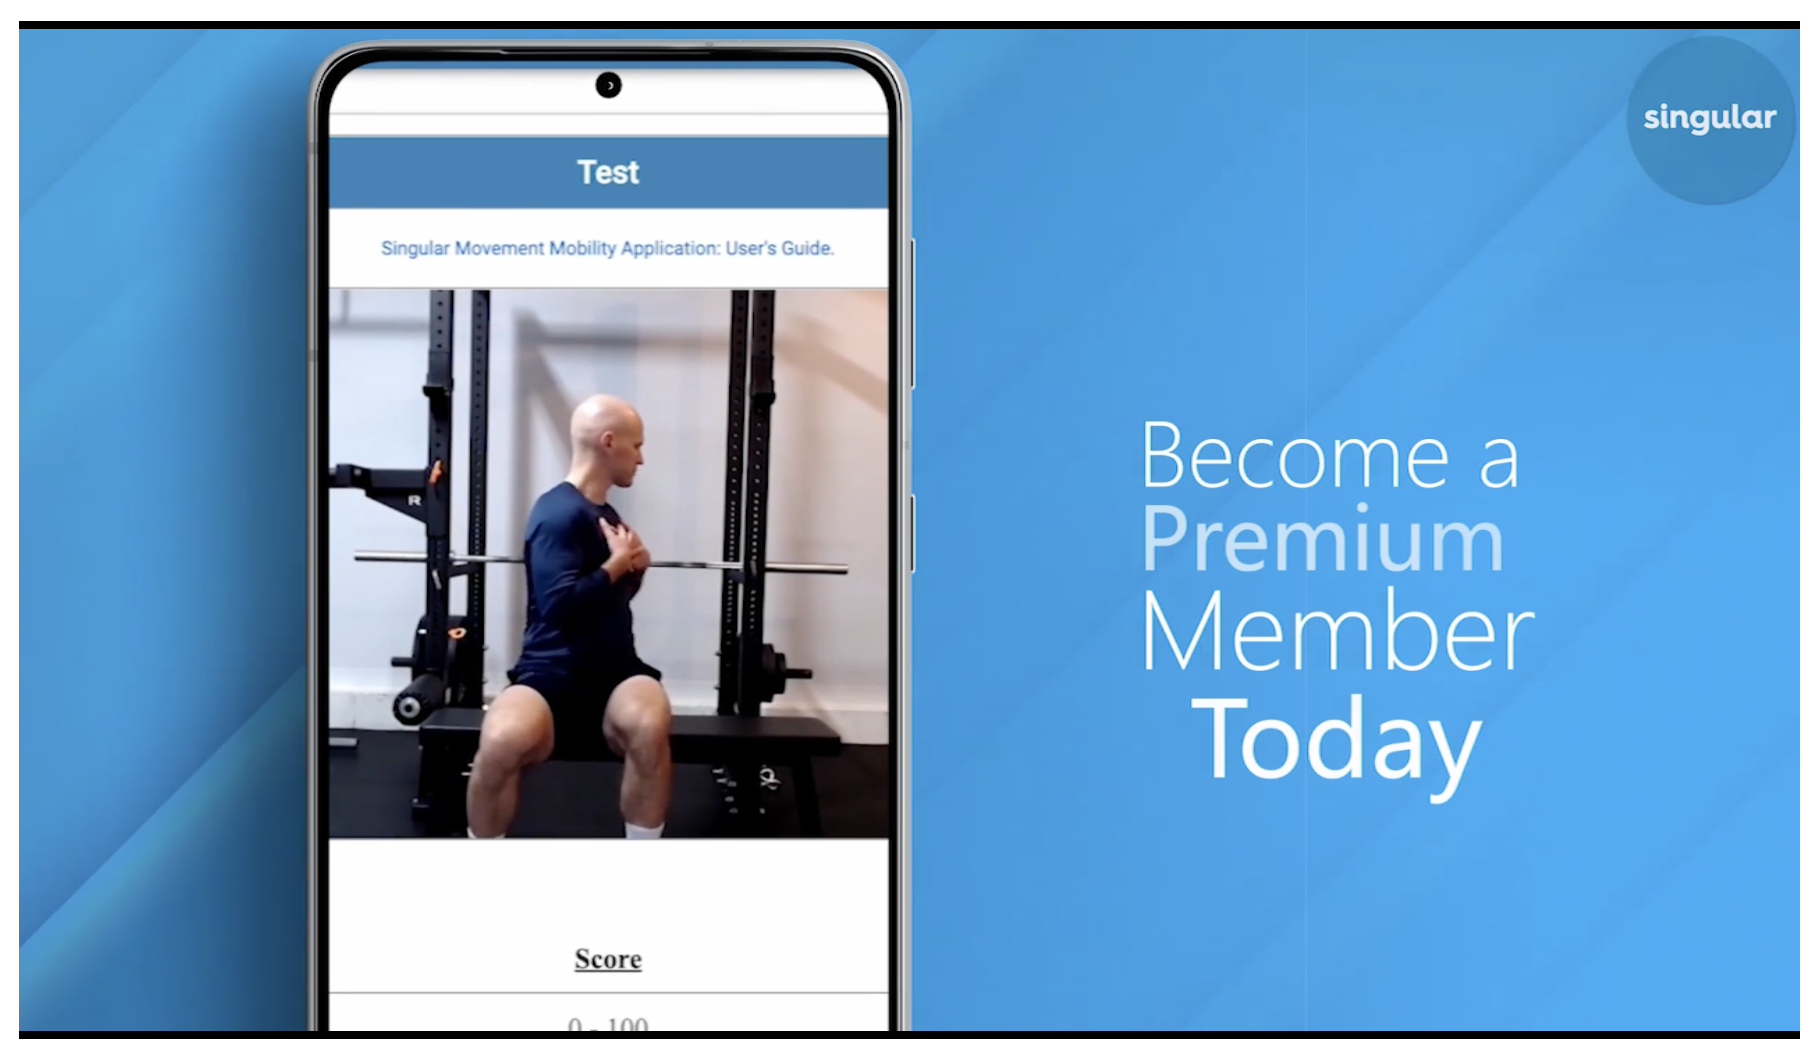 singular
Test
Singular Movement Mobility Application: User's Guide.
R
Become a
Premium
Member
Today
Score
0 - 100